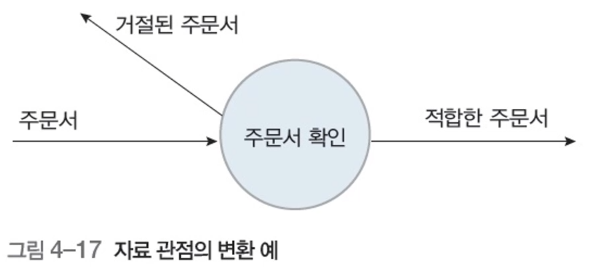 거절된 주문서
주문서
주문서 확인
적합한 주문서
그림 4–17 자료 관점의 변환 예